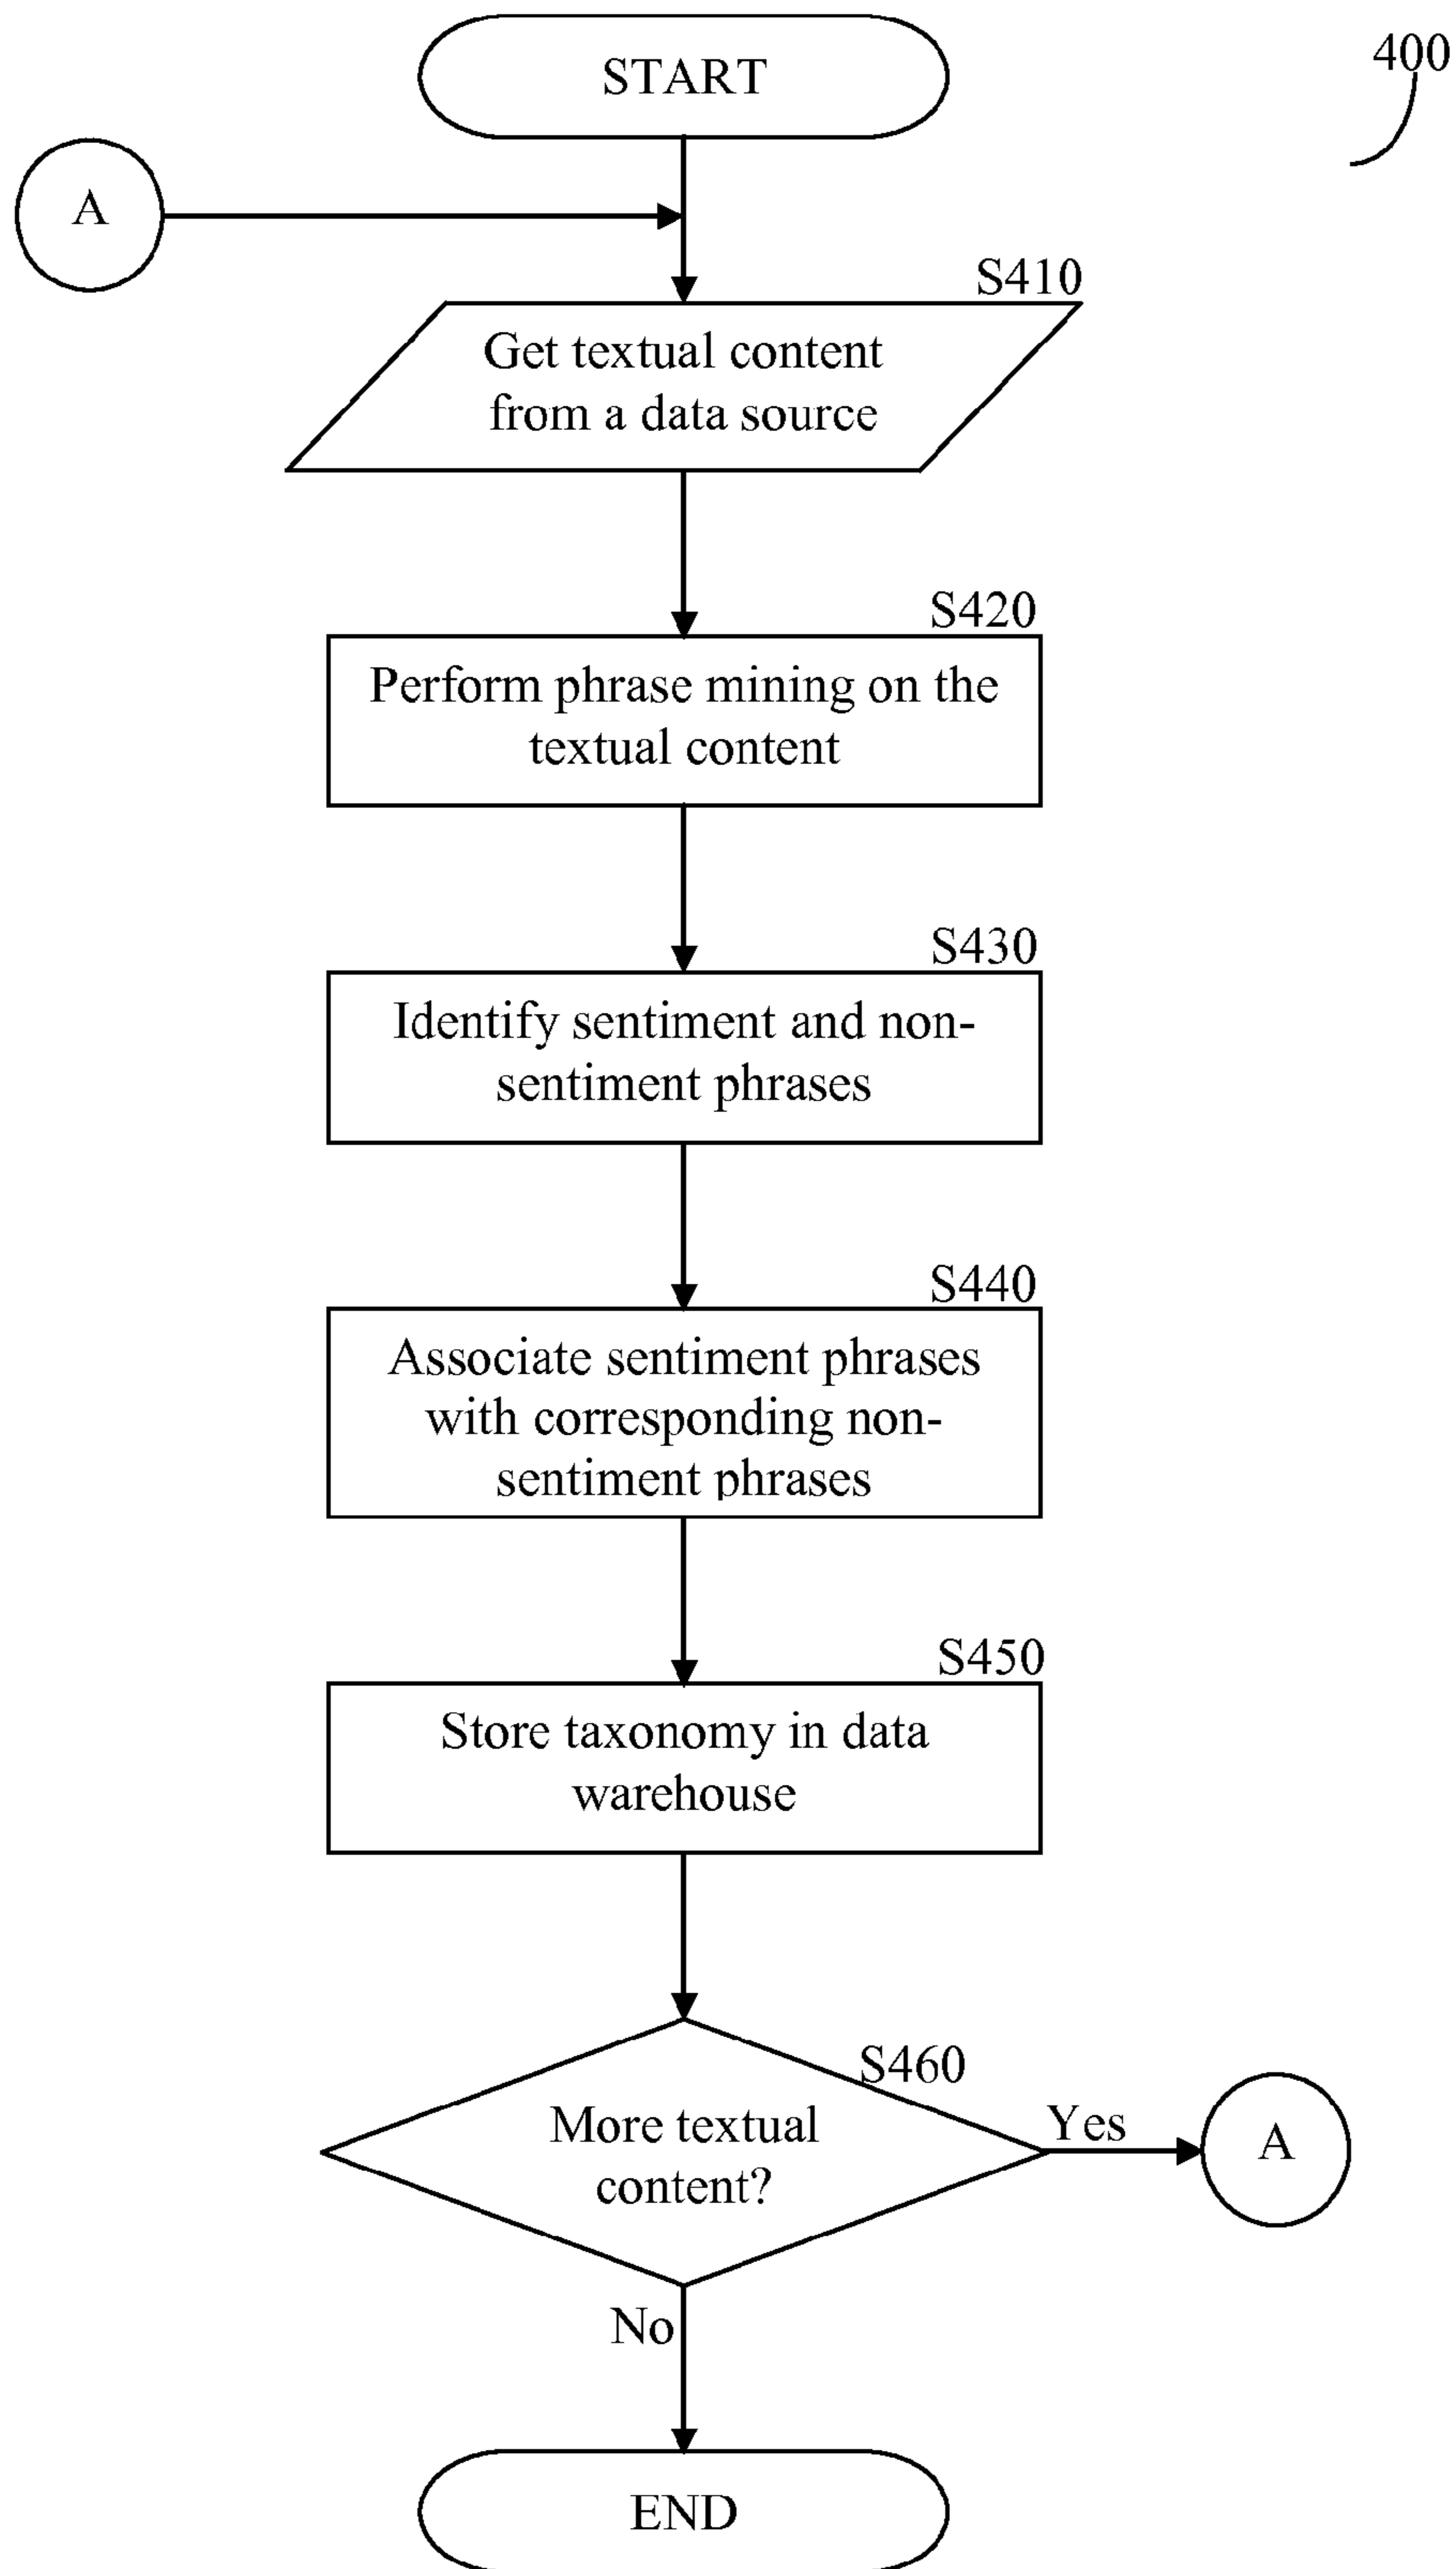 START
400
A
S410
Get textual content
from a data source
S420
Perform phrase mining on the
textual content
S430
Identify sentiment and non-
sentiment phrases
S440
Associate sentiment phrases
with corresponding non-
sentiment phrases
S450
Store taxonomy in data
warehouse
S460
More textual
content?
Yes
A
No
END